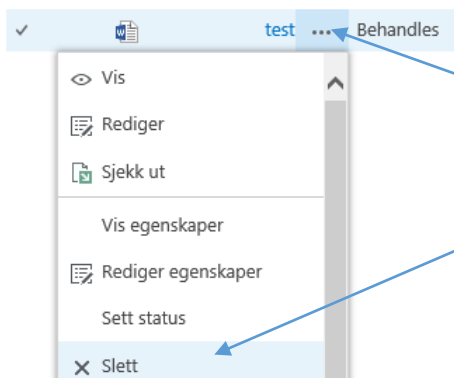 test ... Behandles
Vis
Rediger
Sjekk ut
Vis egenskaper
Rediger egenskaper
Sett status
Slett